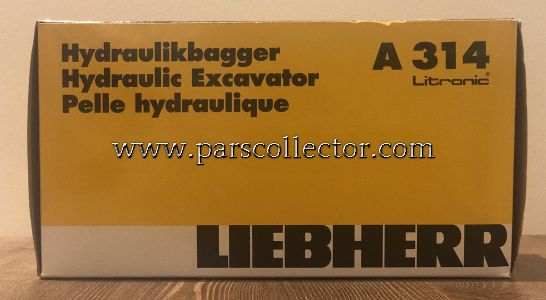 Hydraulikbagger
Hydraulic Excavator
Pelle hydraulique
A 314
Litronic®
www.parscollector.com
LIEBHERR